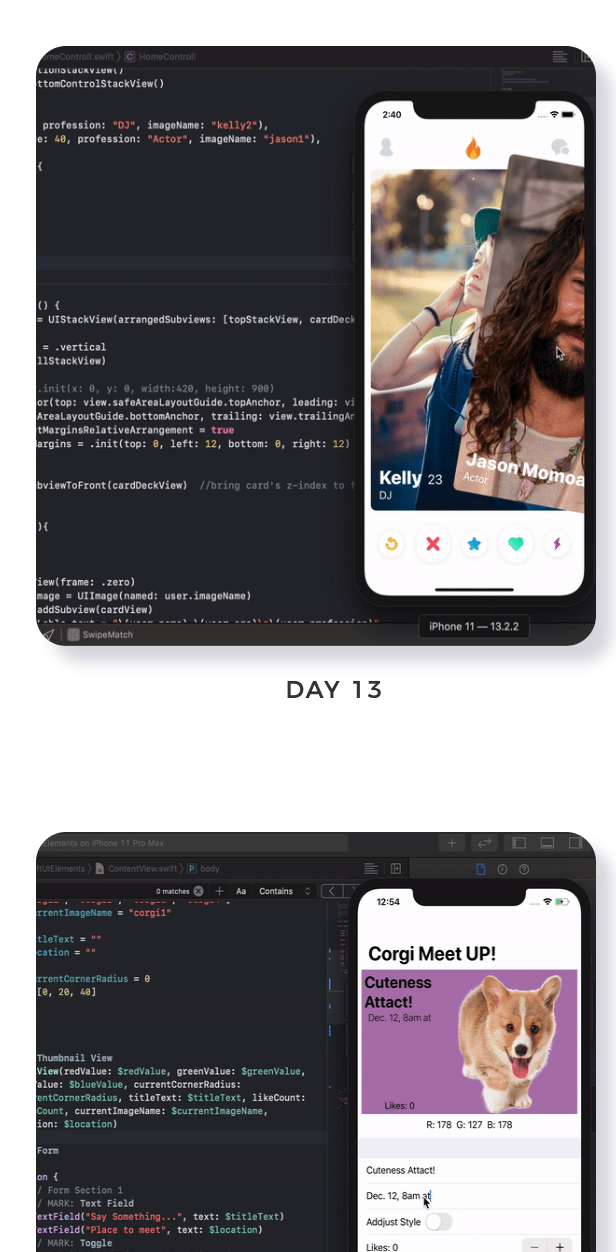 HomeControll.swift 〉 C HomeControll
ttomControlStackView()
profession: "DJ", imageName: "kelly2"),
e: 40, profession: "Actor", imageName: "jason1"),
{
() {
= UIStackView(arrangedSubviews: [topStackView, cardDeck
= .vertical
llStackView)
.init(x: 0, y: 0, width:420, height: 900)
or(top: view.safeAreaLayoutGuide.topAnchor, leading: vi
AreaLayoutGuide.bottomAnchor, trailing: view.trailingAn
tMarginsRelativeArrangement = true
argins = .init(top: 0, left: 12, bottom: 0, right: 12)
bviewToFront(cardDeckView) //bring card's z-index to f
){
iew(frame: .zero)
mage = UIImage(named: user.imageName)
addSubview(cardView)
SwipeMatch
2:40
Kelly 23
DJ
Jason Momoa
Actor
iPhone 11 — 13.2.2
DAY 13
elements on iPhone 11 Pro Max
ftUIElements 〉 ContentView.swift 〉 P body
0 matches
Aa
Contains
rrentImageName = "corgi1"
tleText = ""
cation = ""
rrentCornerRadius = 0
[0, 20, 40]
Thumbnail View
View(redValue: $redValue, greenValue: $greenValue,
alue: $blueValue, currentCornerRadius:
entCornerRadius, titleText: $titleText, likeCount:
Count, currentImageName: $currentImageName,
ion: $location)
Form
on {
/ Form Section 1
/ MARK: Text Field
extField("Say Something...", text: $titleText)
extField("Place to meet", text: $location)
/ MARK: Toggle
12:54
Corgi Meet UP!
Cuteness
Attact!
Dec. 12, 8am at
Likes: 0
R: 178 G: 127 B: 178
Cuteness Attact!
Dec. 12, 8am at
Addjust Style
Likes: 0
− +